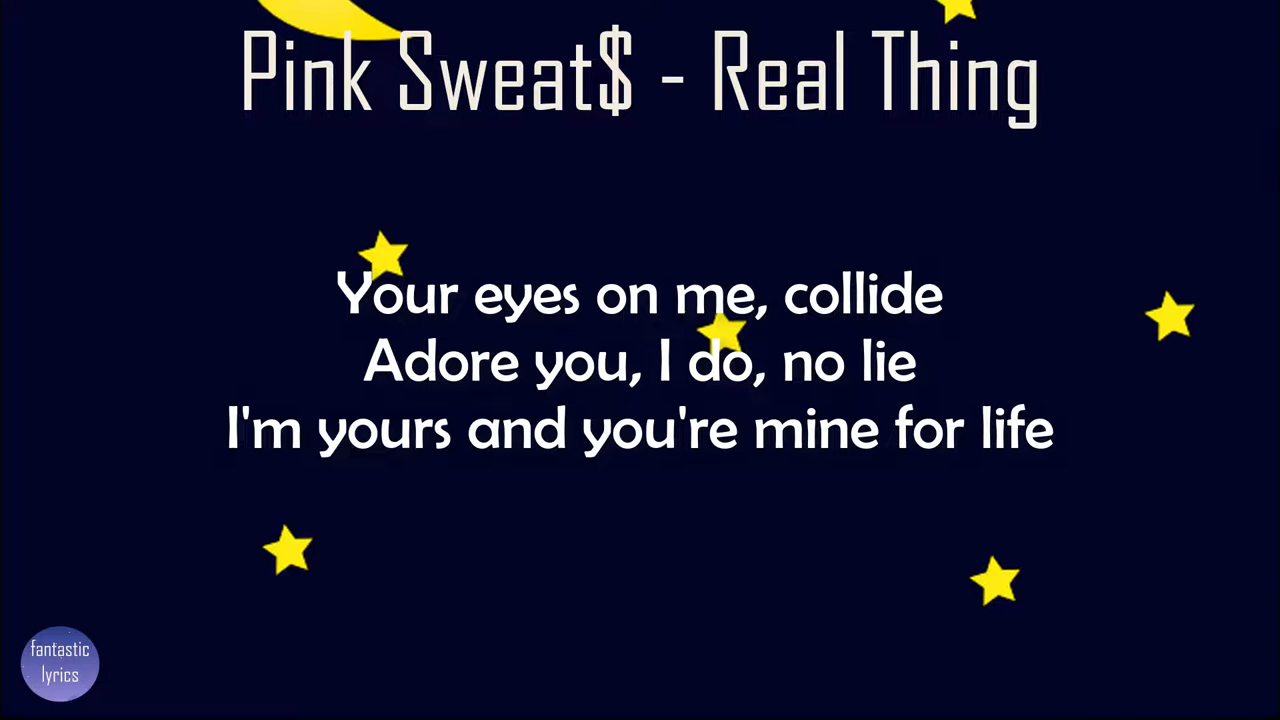 Pink Sweat$ - Real Thing
Your eyes on me, collide
Adore you, I do, no lie
I'm yours and you're mine for life
fantastic
lyrics